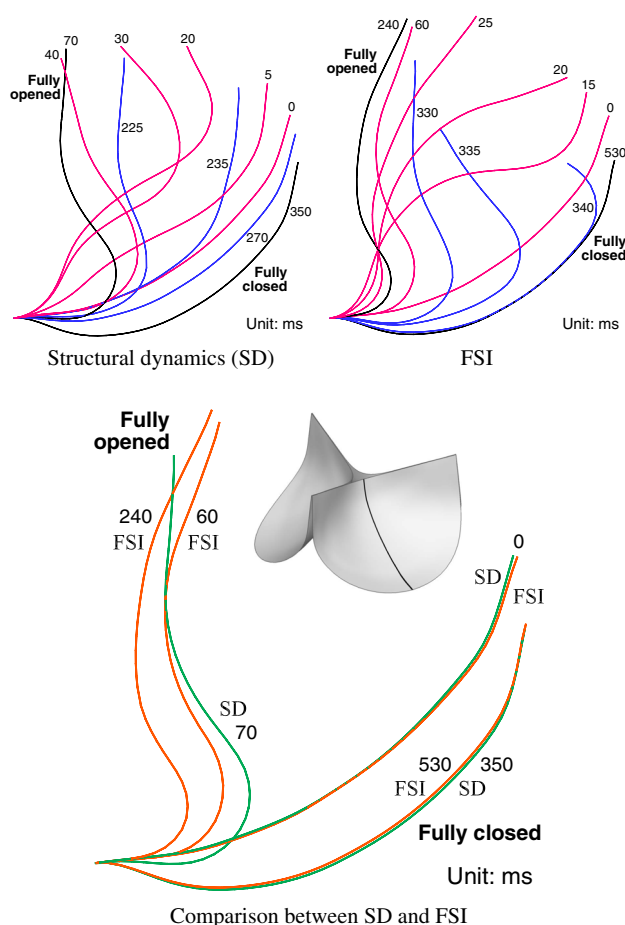 70
30
20
40
Fully
opened
5
0
225
235
350
270
Fully
closed
Unit: ms
Structural dynamics (SD)
240
60
25
Fully
opened
20
15
0
330
335
530
340
Fully
closed
Unit: ms
FSI
Fully
opened
240
FSI
60
FSI
0
SD
FSI
SD
70
530
FSI
SD
350
Fully closed
Unit: ms
Comparison between SD and FSI